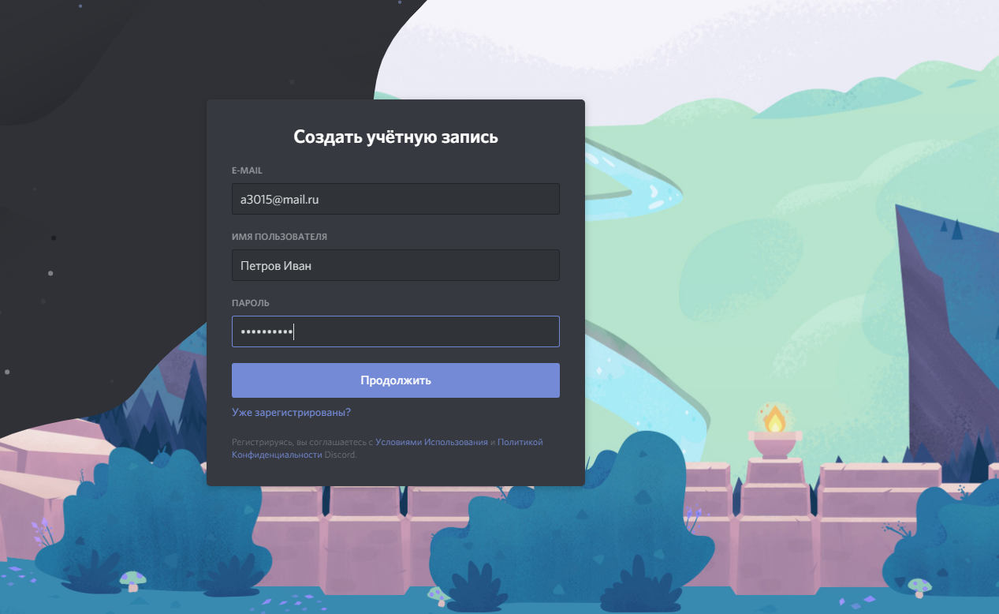 Создать учётную запись
E-MAIL
a3015@mail.ru
ИМЯ ПОЛЬЗОВАТЕЛЯ
Петров Иван
ПАРОЛЬ
••••••••••
Продолжить
Уже зарегистрированы?
Регистрируясь, вы соглашаетесь с Условиями Использования и Политикой
Конфиденциальности Discord.